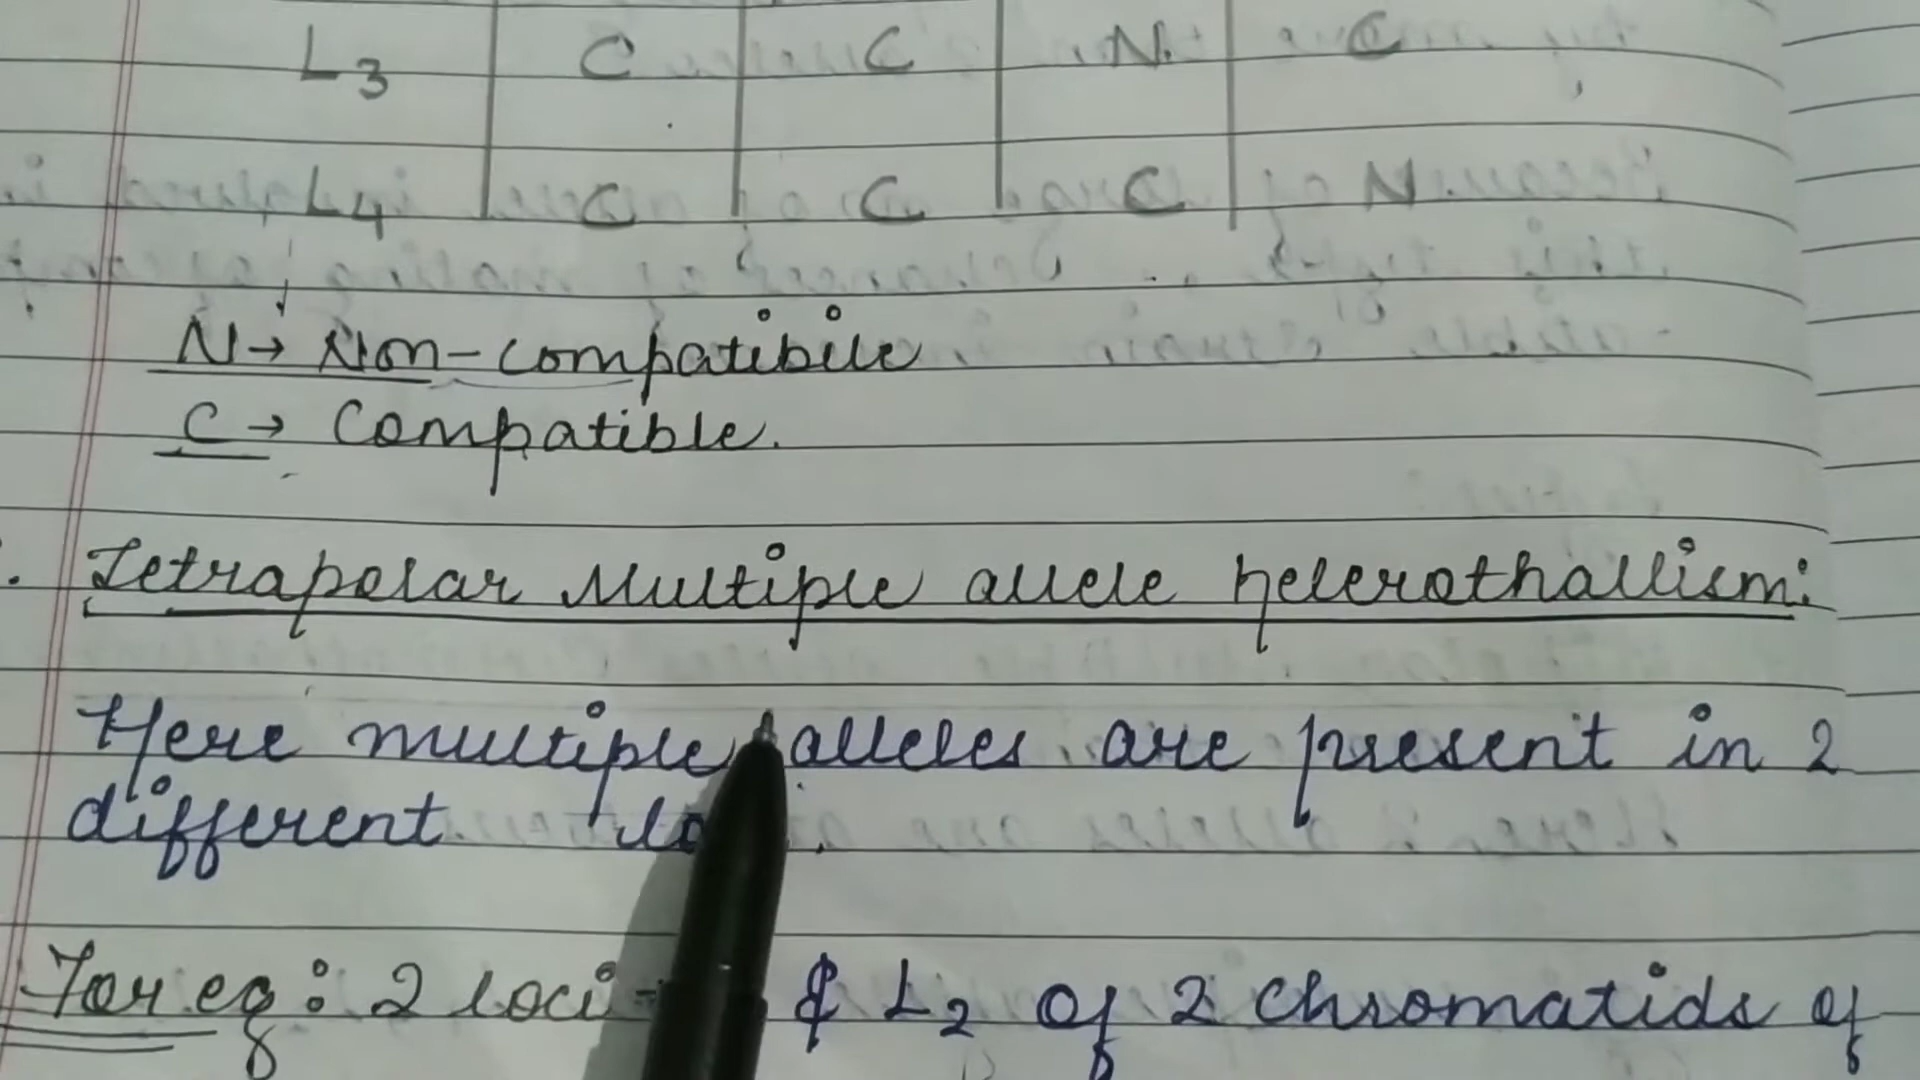 L3 C C N C
L4 C C C N
N → Non-compatibile
C → Compatible.
Tetrapolar Multiple allele heterothallism:
Here multiple alleles are present in 2
different
For eg: 2 loci - & L2 of 2 chromatids of